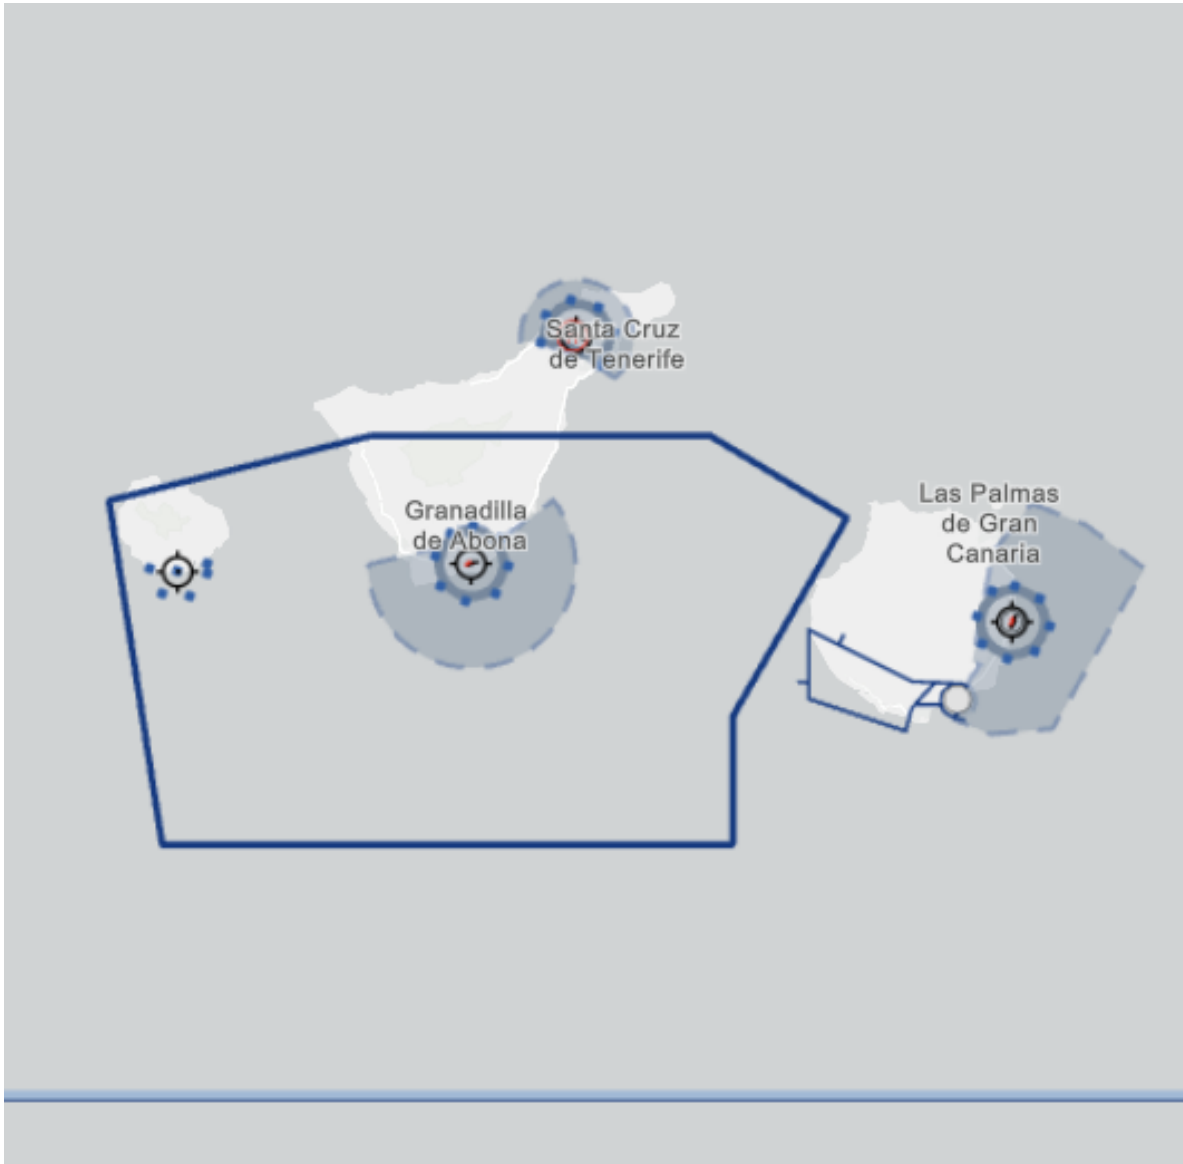 Santa Cruz
de Tenerife
Granadilla
de Abona
Las Palmas
de Gran
Canaria